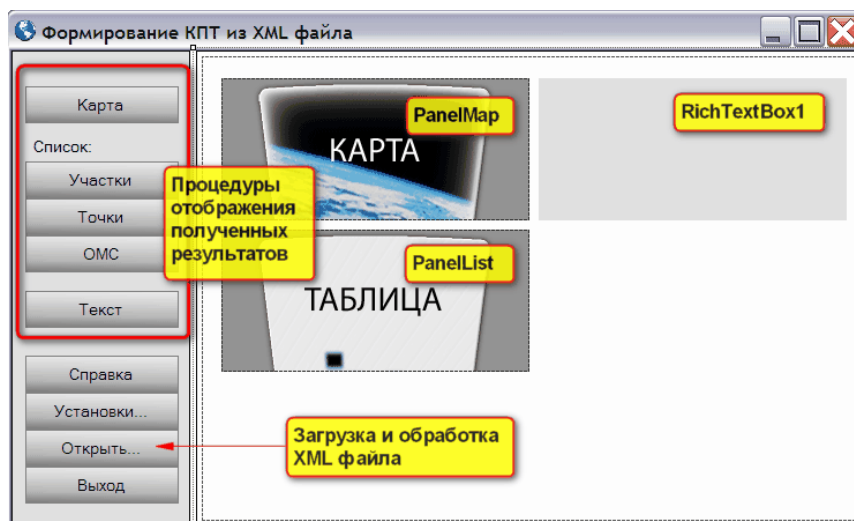 Формирование КПТ из XML файла
Карта
Список:
Участки
Точки
ОМС
Текст
Справка
Установки...
Открыть...
Выход
Процедуры
отображения
полученных
результатов
КАРТА
PanelMap
RichTextBox1
ТАБЛИЦА
PanelList
Загрузка и обработка
XML файла